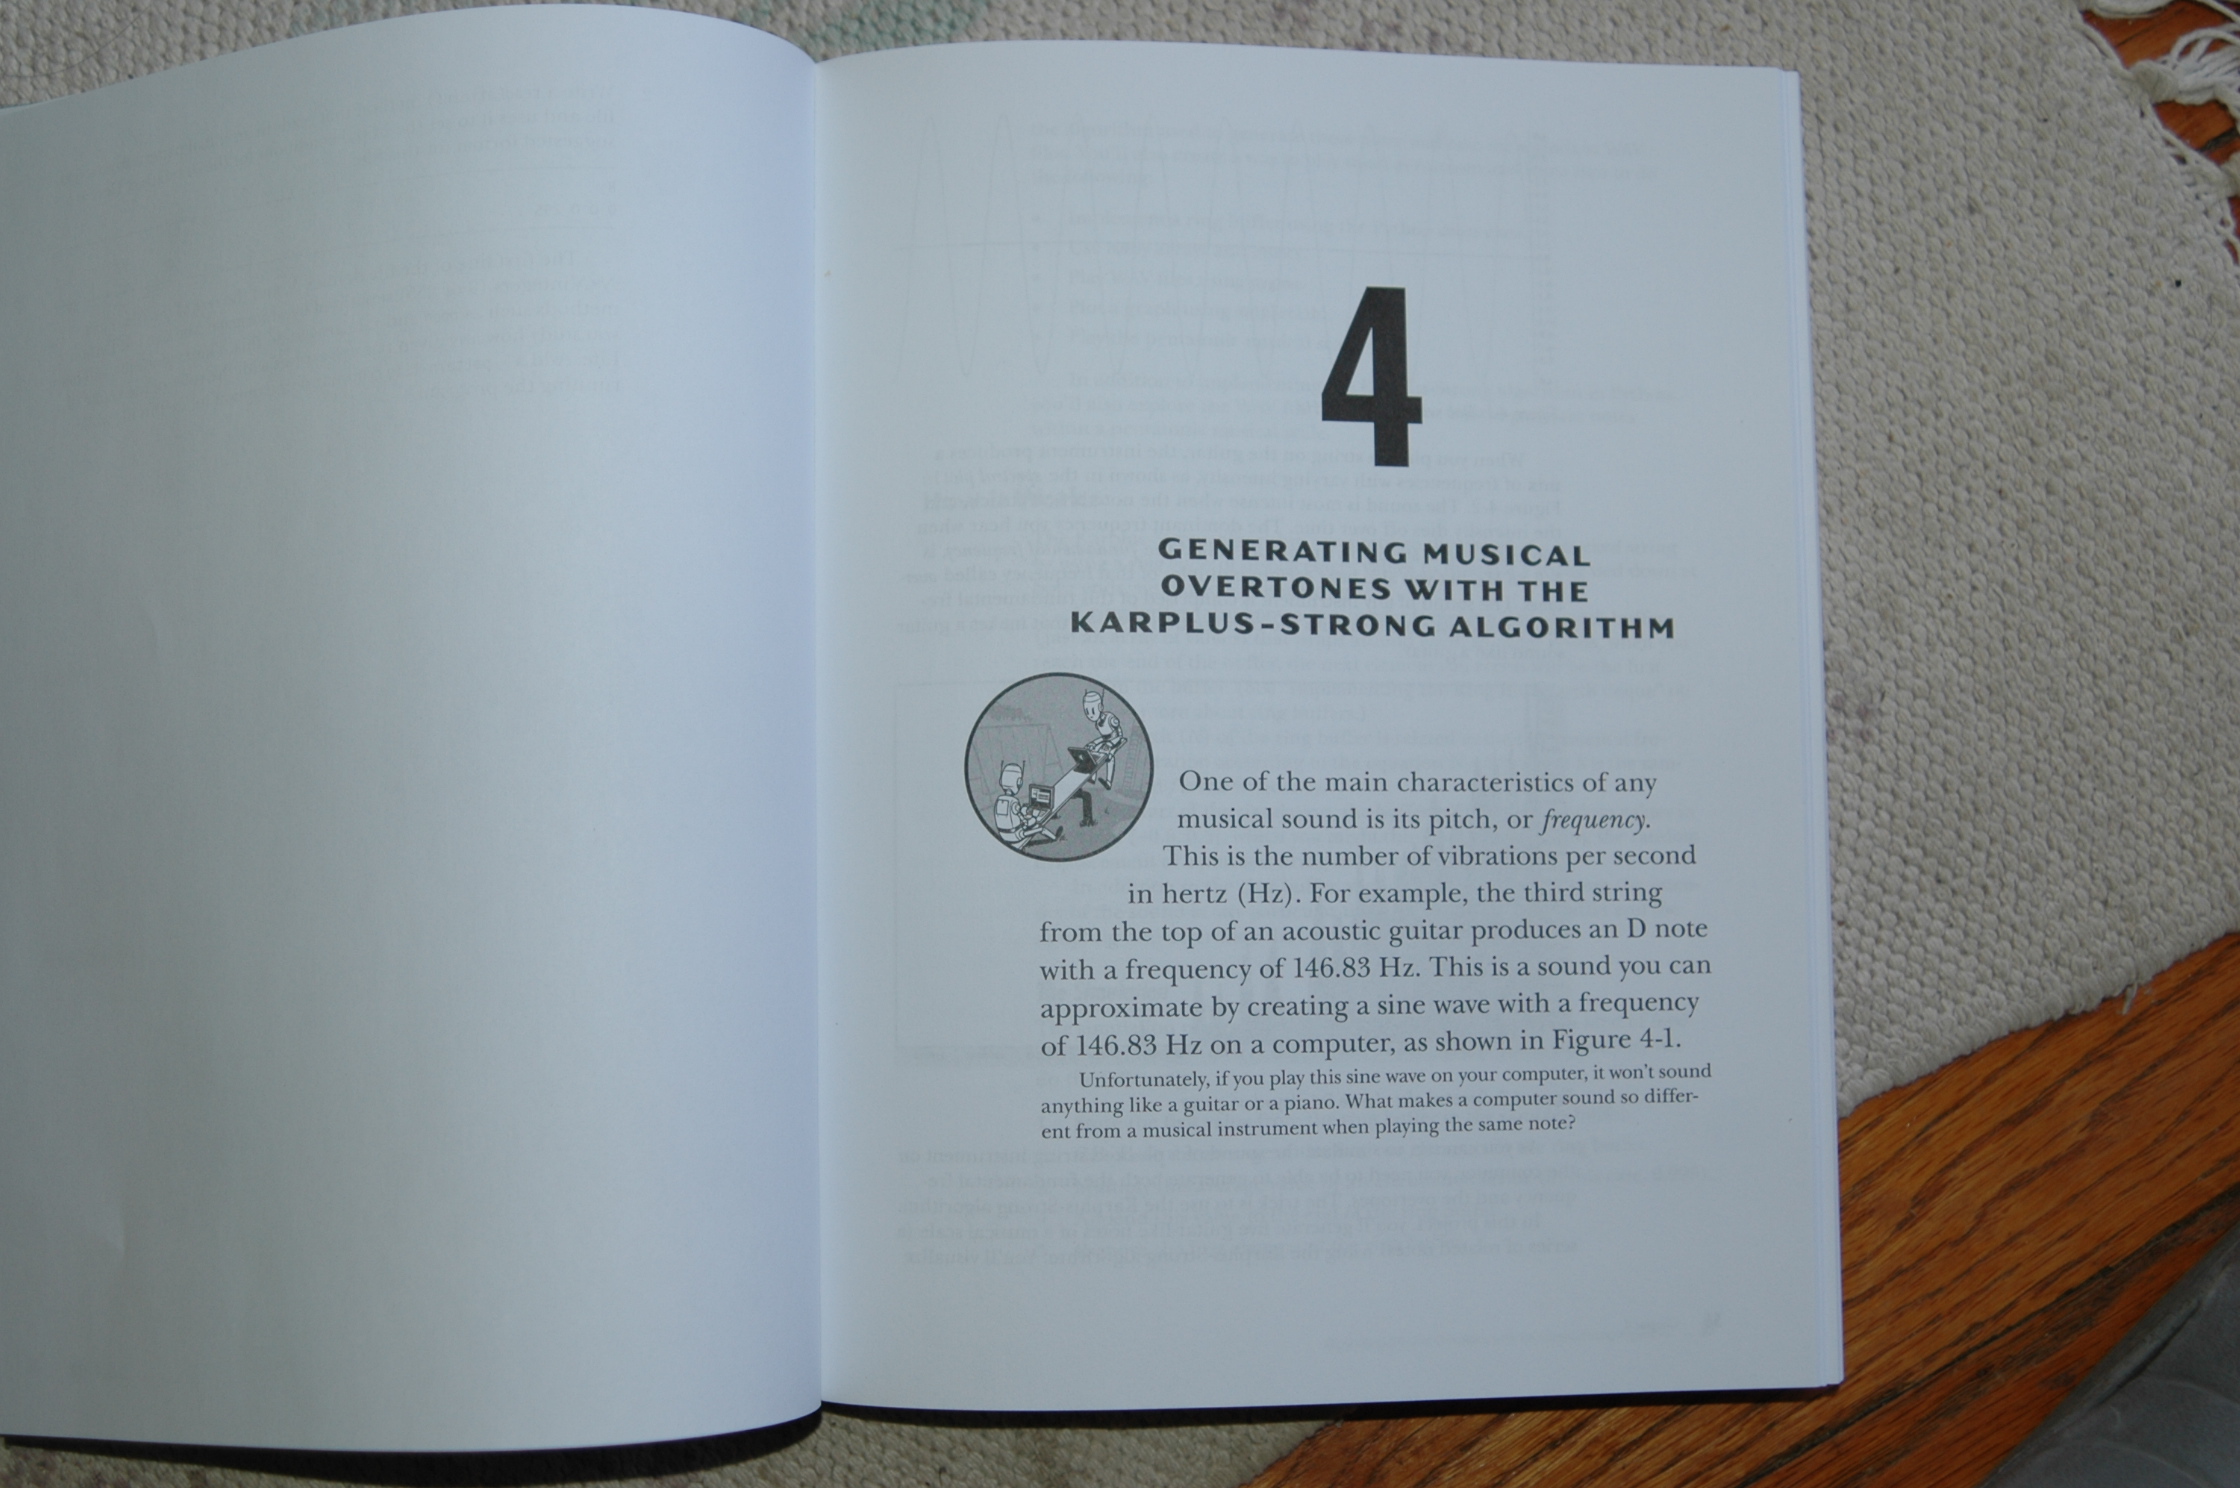 4
GENERATING MUSICAL
OVERTONES WITH THE
KARPLUS-STRONG ALGORITHM
One of the main characteristics of any
musical sound is its pitch, or frequency.
This is the number of vibrations per second
in hertz (Hz). For example, the third string
from the top of an acoustic guitar produces an D note
with a frequency of 146.83 Hz. This is a sound you can
approximate by creating a sine wave with a frequency
of 146.83 Hz on a computer, as shown in Figure 4-1.
Unfortunately, if you play this sine wave on your computer, it won't sound
anything like a guitar or a piano. What makes a computer sound so differ-
ent from a musical instrument when playing the same note?